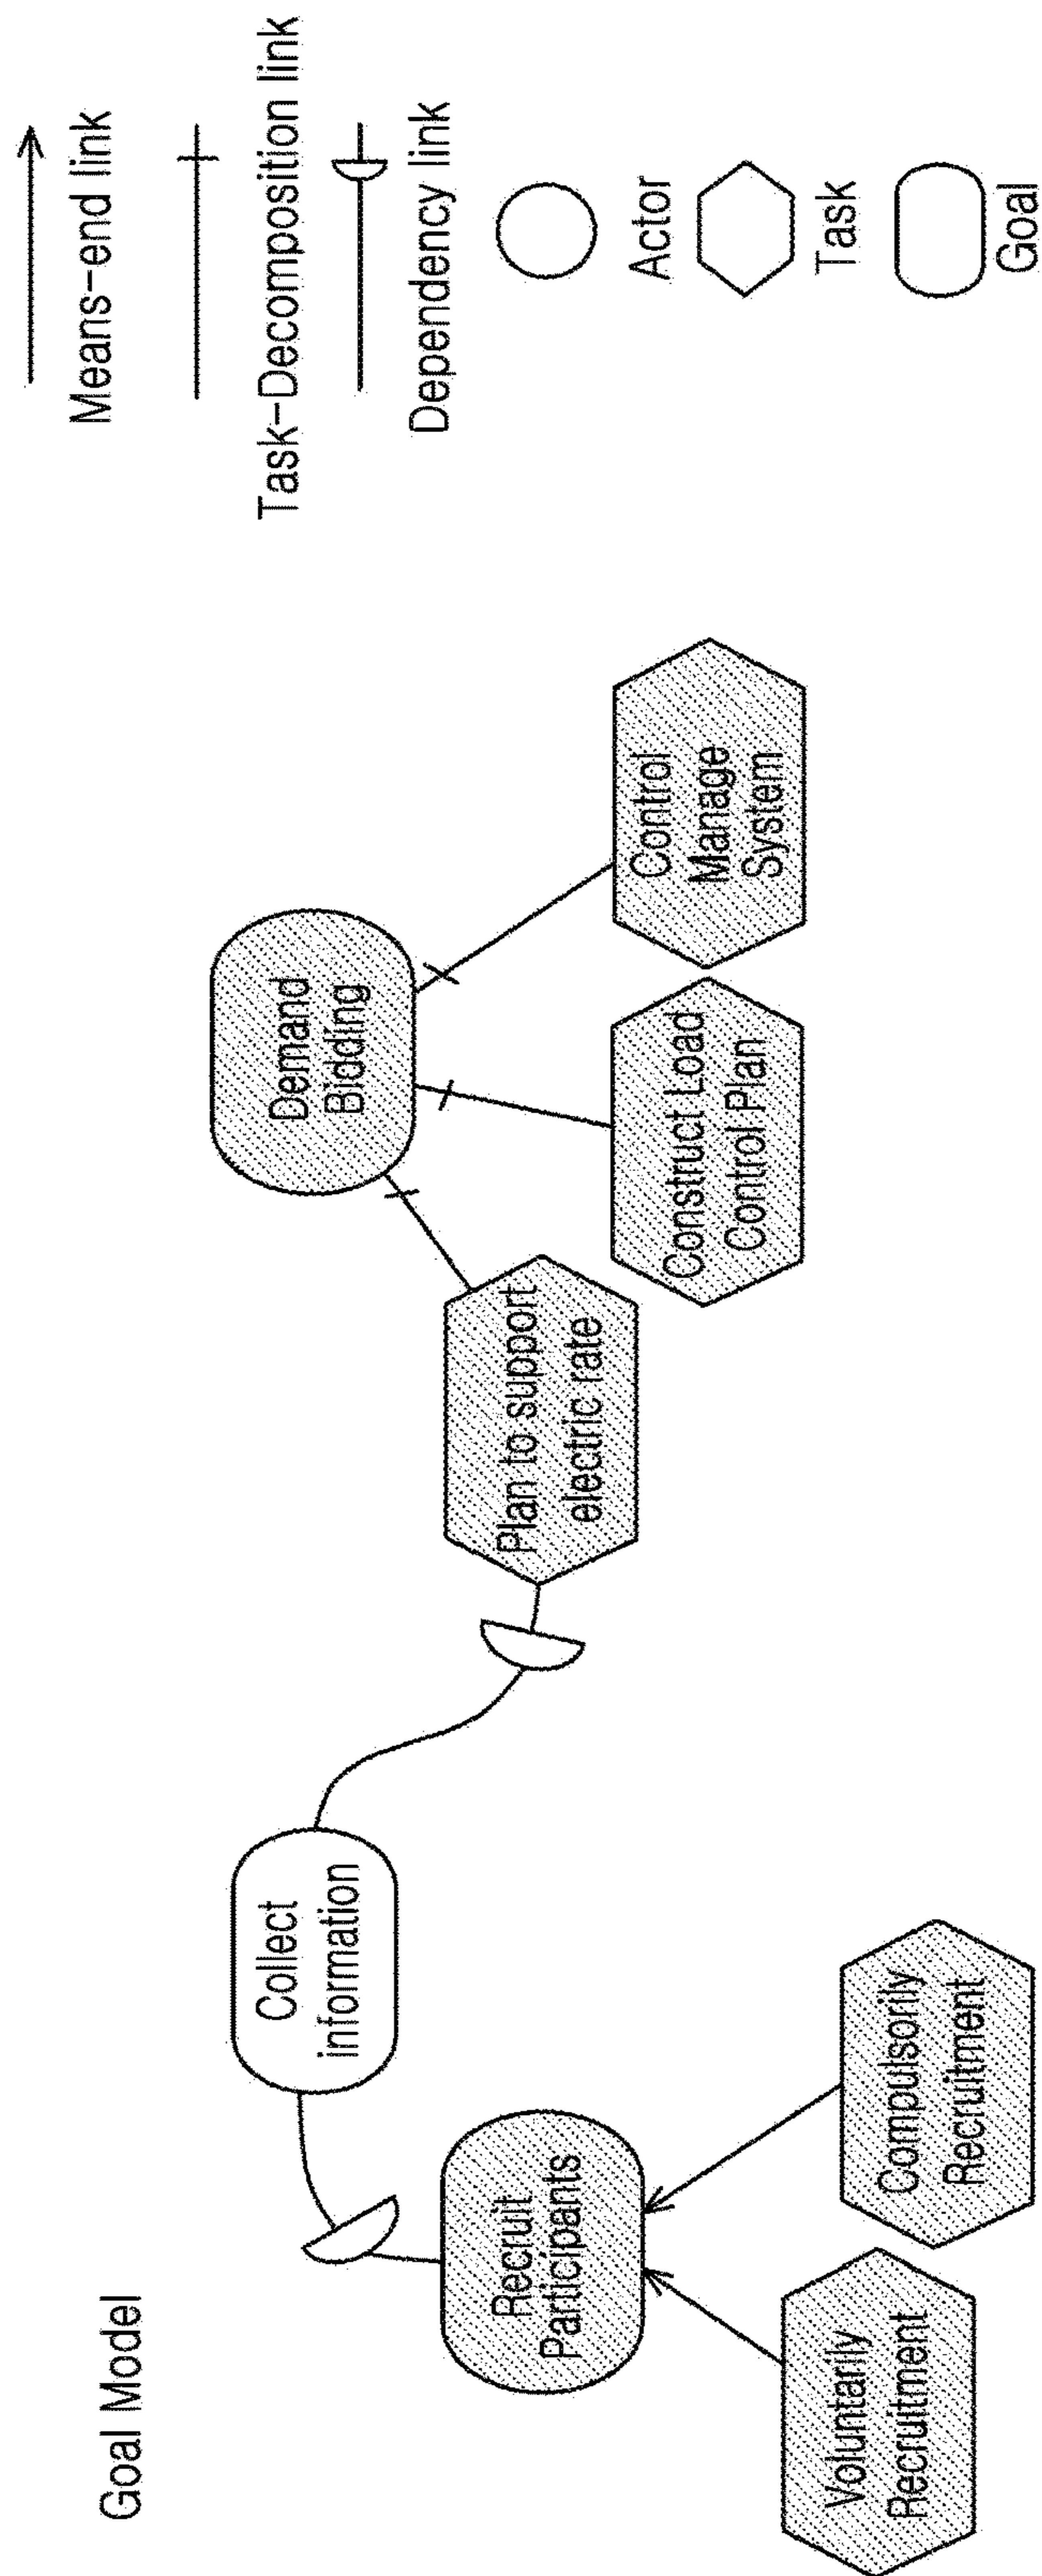 Goal Model
Recruit
Participants
Voluntarily
Recruitment
Compulsorily
Recruitment
Collect
information
Plan to support
electric rate
Demand
Bidding
Construct Load
Control Plan
Control
Manage
System
Means-end link
Task-Decomposition link
Dependency link
Actor
Task
Goal